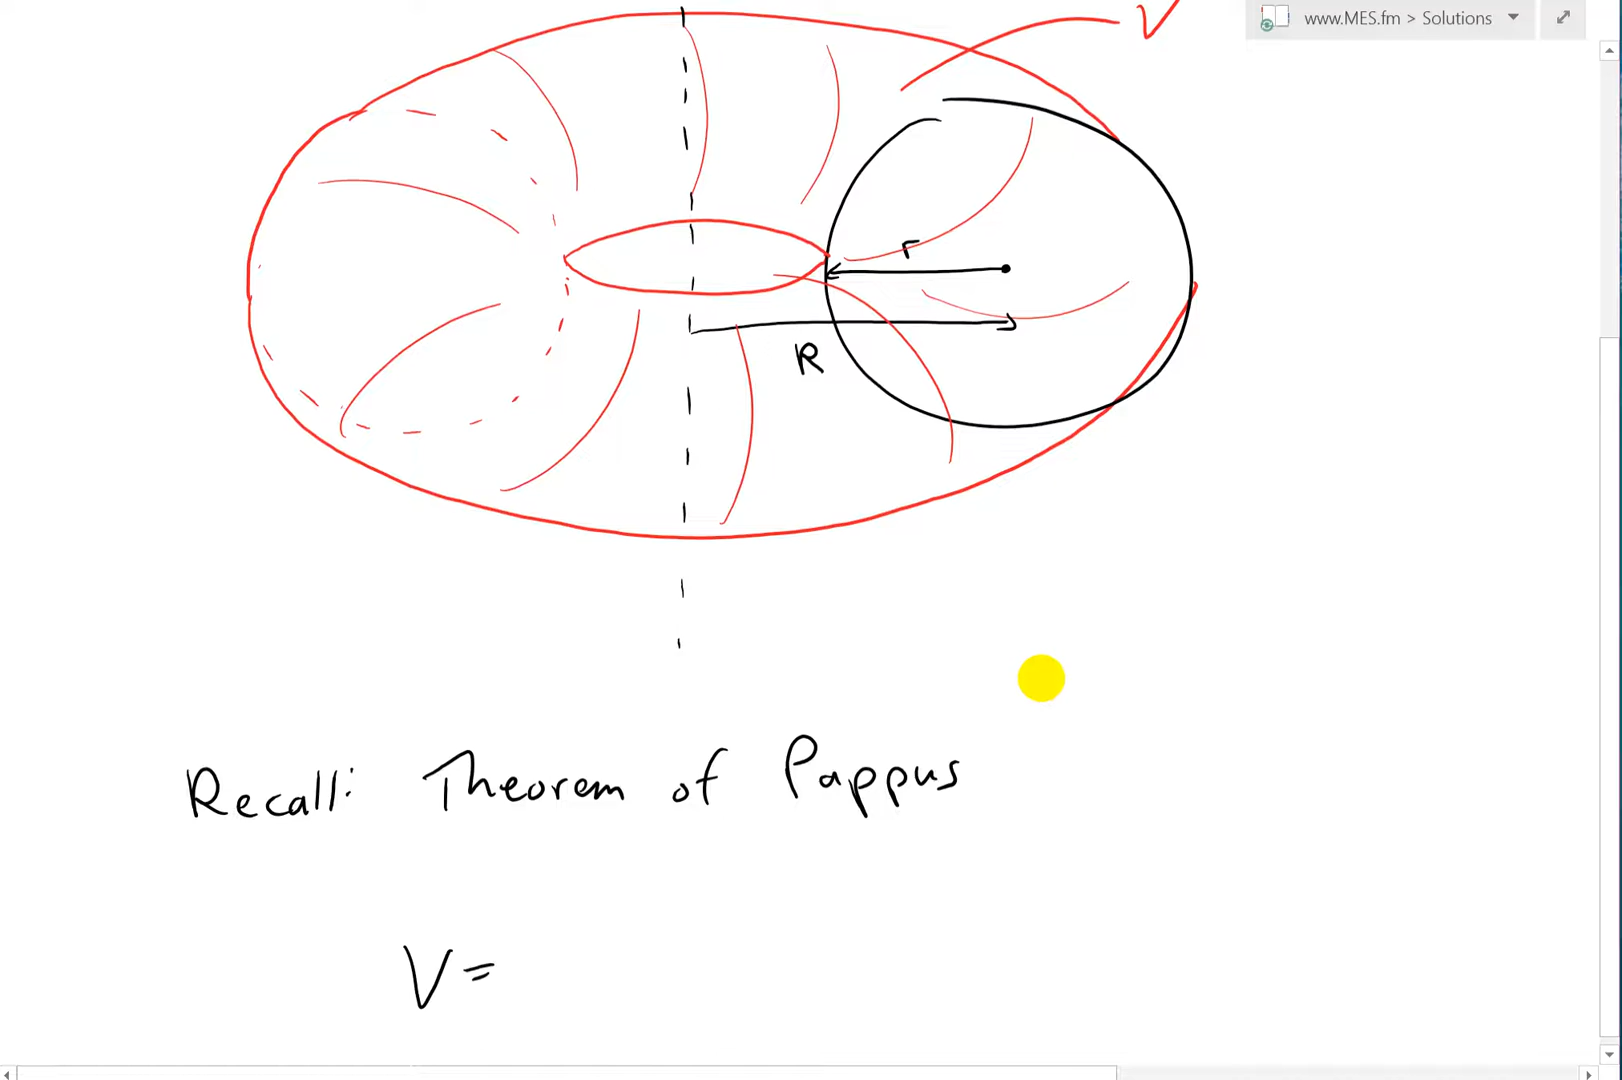 V
www.MES.fm > Solutions
r
R
Recall: Theorem of Pappus
V=